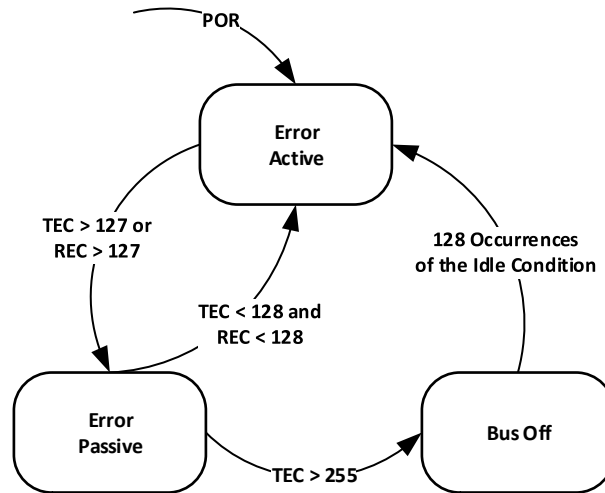 POR
Error
Active
TEC > 127 or
REC > 127
128 Occurrences
of the Idle Condition
TEC < 128 and
REC < 128
Error
Passive
Bus Off
TEC > 255